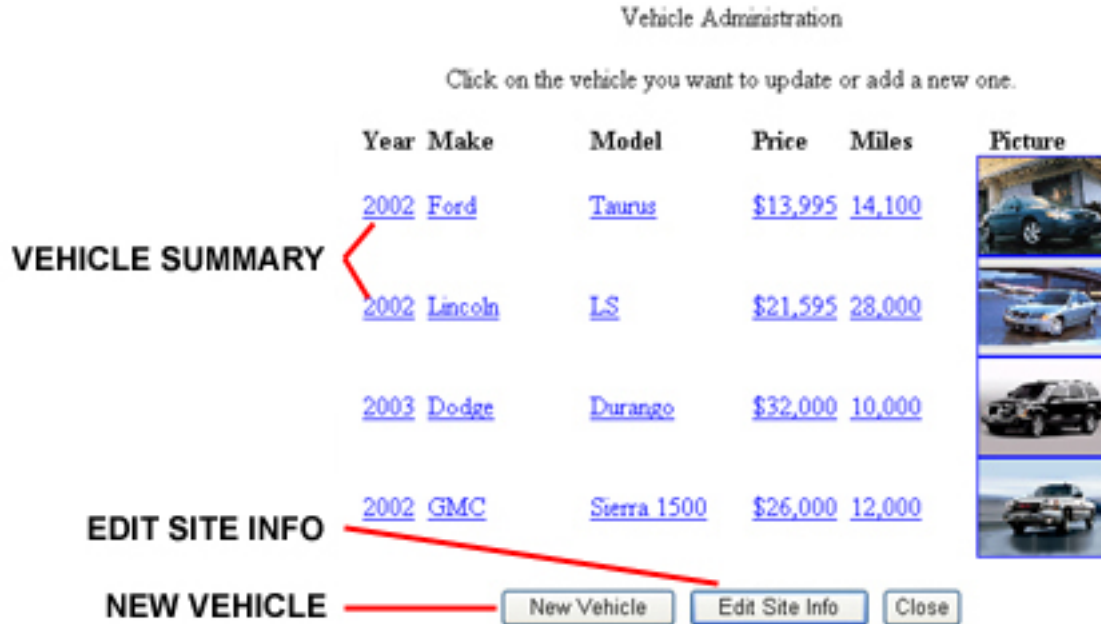 Vehicle Administration
Click on the vehicle you want to update or add a new one.
Year Make Model Price Miles Picture
2002 Ford Taurus $13,995 14,100
VEHICLE SUMMARY
2002 Lincoln LS $21,595 28,000
2003 Dodge Durango $32,000 10,000
2002 GMC Sierra 1500 $26,000 12,000
EDIT SITE INFO
NEW VEHICLE New Vehicle Edit Site Info Close